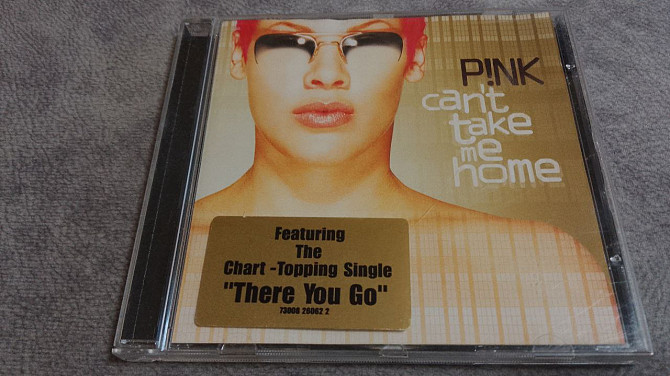 P!NK
can't
take
me
home
Featuring
The
Chart -Topping Single
"There You Go"
73008 26062 2